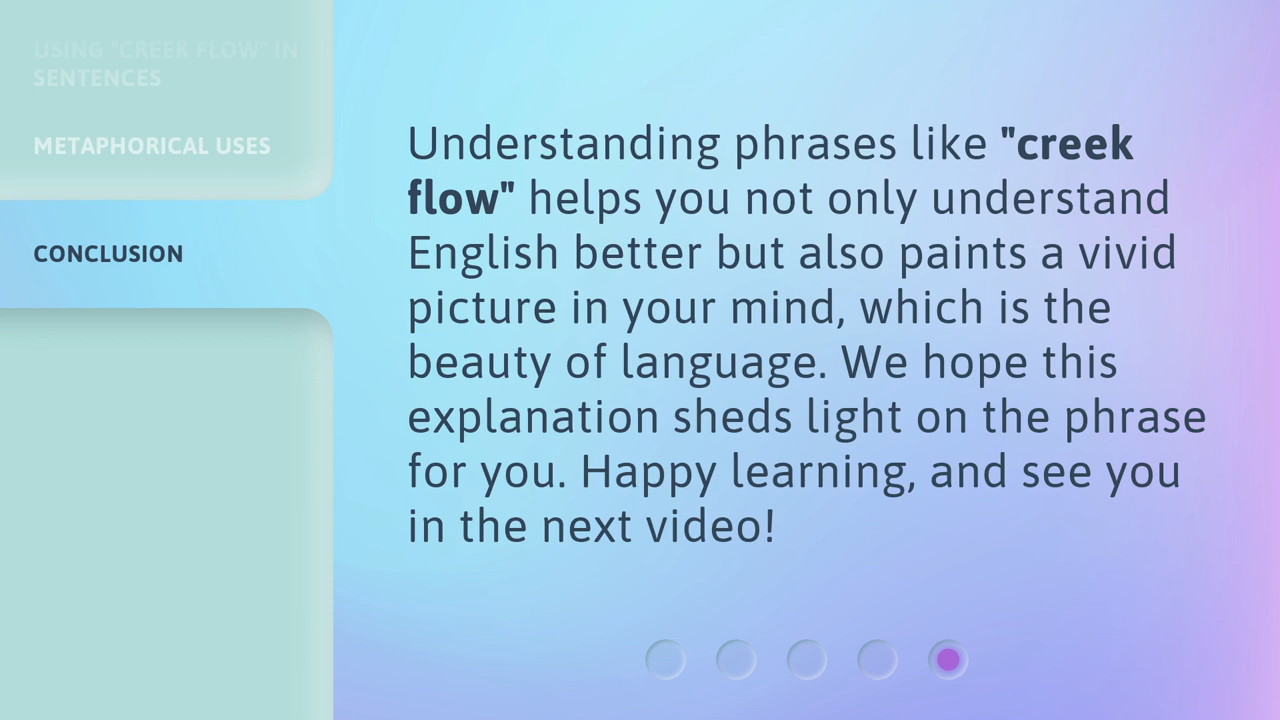 USING "CREEK FLOW" IN
SENTENCES
METAPHORICAL USES
CONCLUSION
Understanding phrases like "creek
flow" helps you not only understand
English better but also paints a vivid
picture in your mind, which is the
beauty of language. We hope this
explanation sheds light on the phrase
for you. Happy learning, and see you
in the next video!